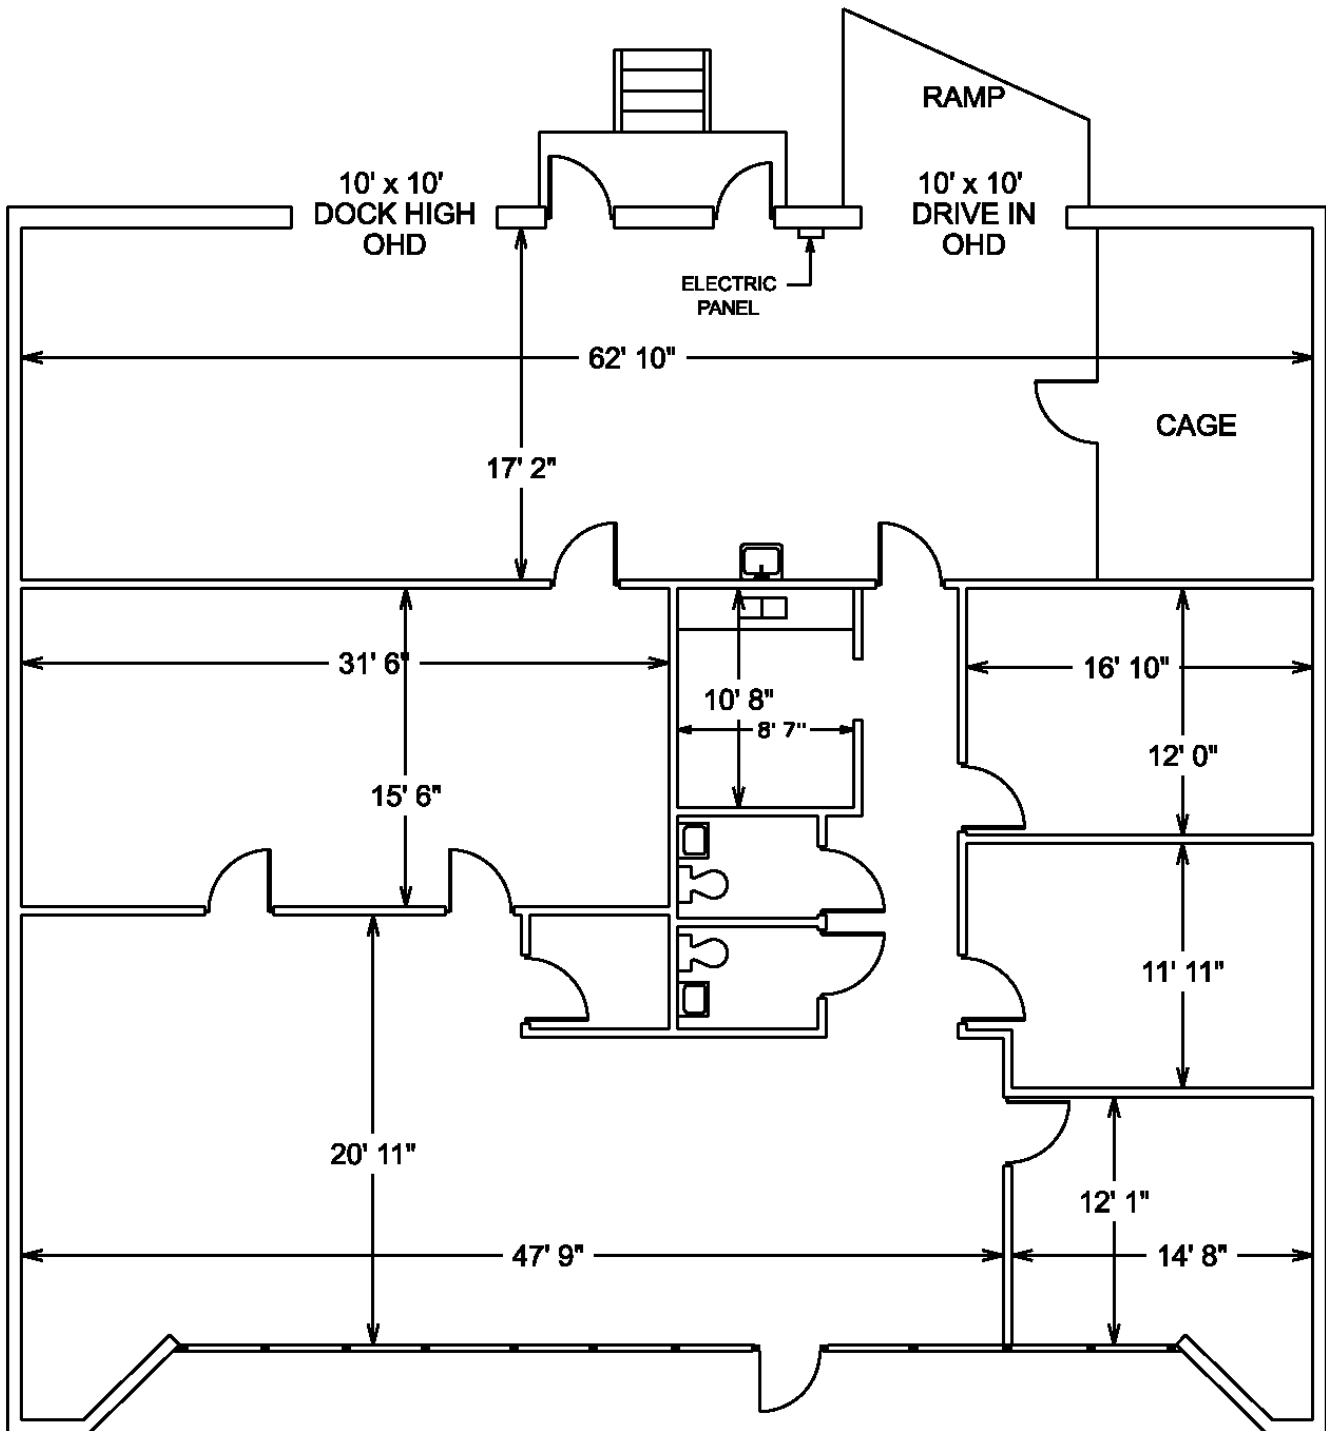 RAMP
10' x 10'
DOCK HIGH
OHD
10' x 10'
DRIVE IN
OHD
ELECTRIC
PANEL
62' 10"
CAGE
17' 2"
31' 6"
16' 10"
10' 8"
8' 7"
12' 0"
15' 6"
11' 11"
20' 11"
12' 1"
47' 9"
14' 8"